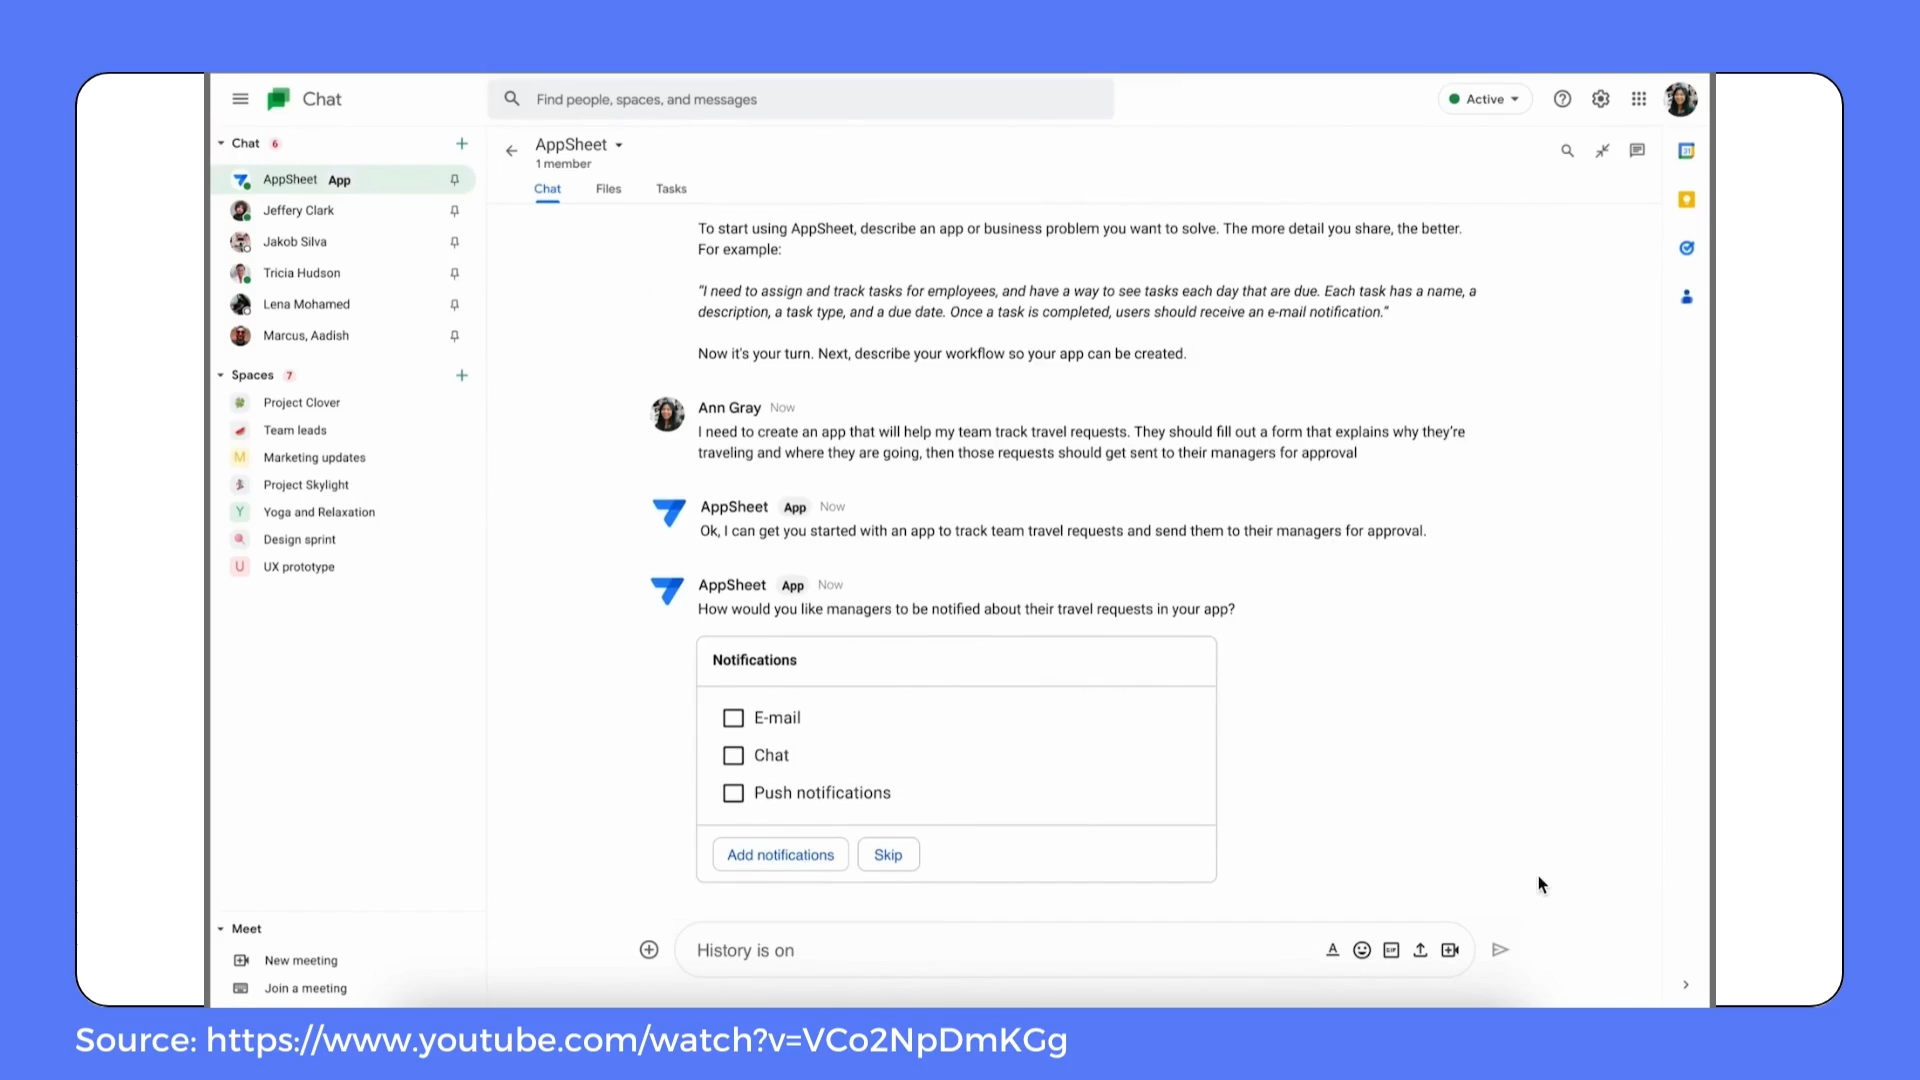 Chat
Find people, spaces, and messages
Active
Chat 6
AppSheet App
Jeffery Clark
Jakob Silva
Tricia Hudson
Lena Mohamed
Marcus, Aadish
Spaces 7
Project Clover
Team leads
M Marketing updates
Project Skylight
Y Yoga and Relaxation
Design sprint
U UX prototype
Meet
New meeting
Join a meeting
AppSheet
1 member
Chat Files Tasks
To start using AppSheet, describe an app or business problem you want to solve. The more detail you share, the better.
For example:
“I need to assign and track tasks for employees, and have a way to see tasks each day that are due. Each task has a name, a
description, a task type, and a due date. Once a task is completed, users should receive an e-mail notification.”
Now it's your turn. Next, describe your workflow so your app can be created.
Ann Gray Now
I need to create an app that will help my team track travel requests. They should fill out a form that explains why they’re
traveling and where they are going, then those requests should get sent to their managers for approval
AppSheet App Now
Ok, I can get you started with an app to track team travel requests and send them to their managers for approval.
AppSheet App Now
How would you like managers to be notified about their travel requests in your app?
Notifications
E-mail
Chat
Push notifications
Add notifications Skip
History is on
GIF
31
Source: https://www.youtube.com/watch?v=VCo2NpDmKGg